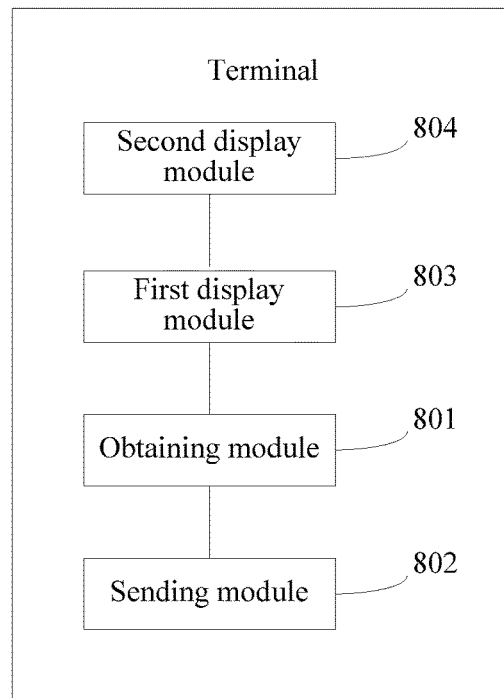 Terminal
804
Second display
module
803
First display
module
801
Obtaining module
802
Sending module